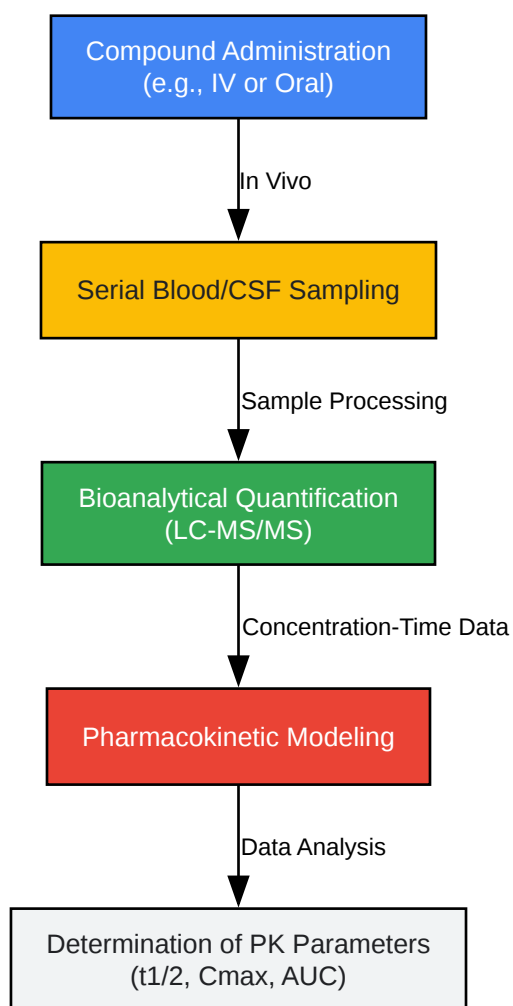 Compound Administration
(e.g., IV or Oral)
In Vivo
Serial Blood/CSF Sampling
Sample Processing
Bioanalytical Quantification
(LC-MS/MS)
Concentration-Time Data
Pharmacokinetic Modeling
Data Analysis
Determination of PK Parameters
(t1/2, Cmax, AUC)